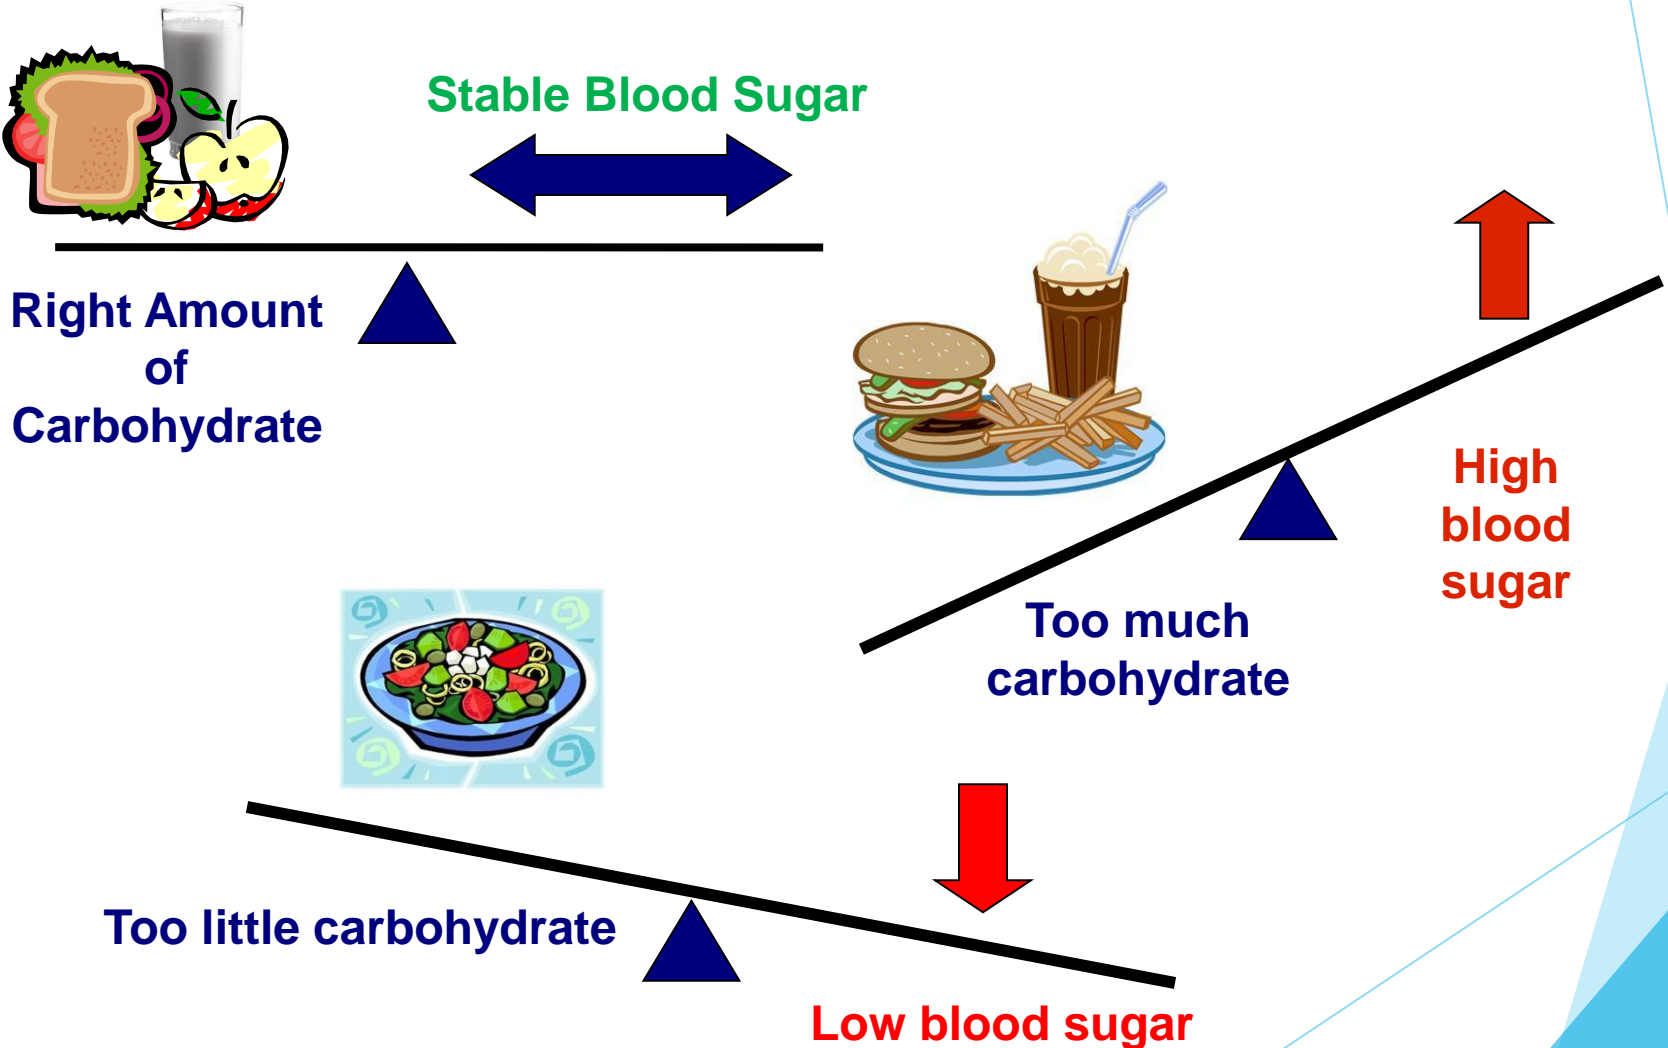 Stable Blood Sugar
Right Amount
of
Carbohydrate
High
blood
sugar
Too much
carbohydrate
Too little carbohydrate
Low blood sugar